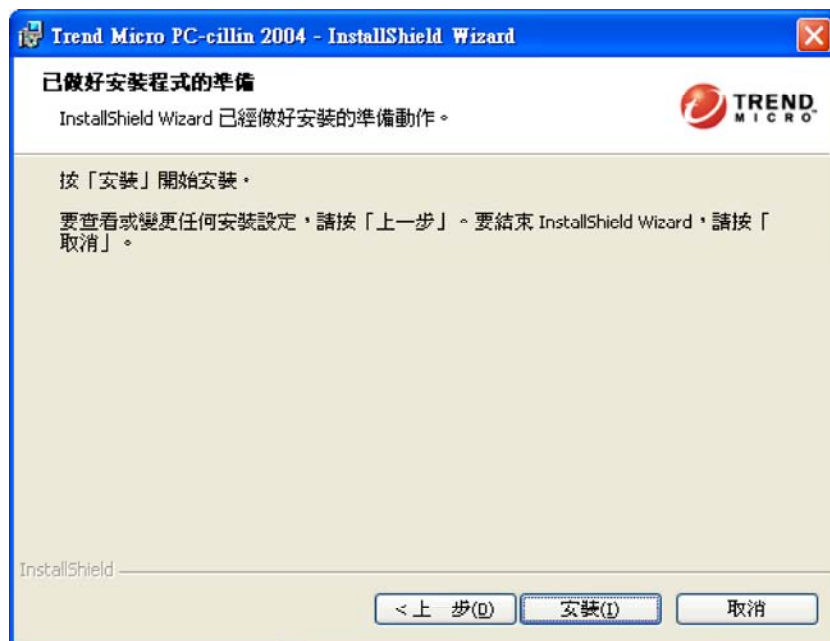 Trend Micro PC-cillin 2004 - InstallShield Wizard
已做好安裝程式的準備
InstallShield Wizard 已經做好安裝的準備動作。
TREND
MICRO
按「安裝」開始安裝。
要查看或變更任何安裝設定，請按「上一步」。要結束 InstallShield Wizard，請按「
取消」。
InstallShield
<上一步(D)
安裝(I)
取消